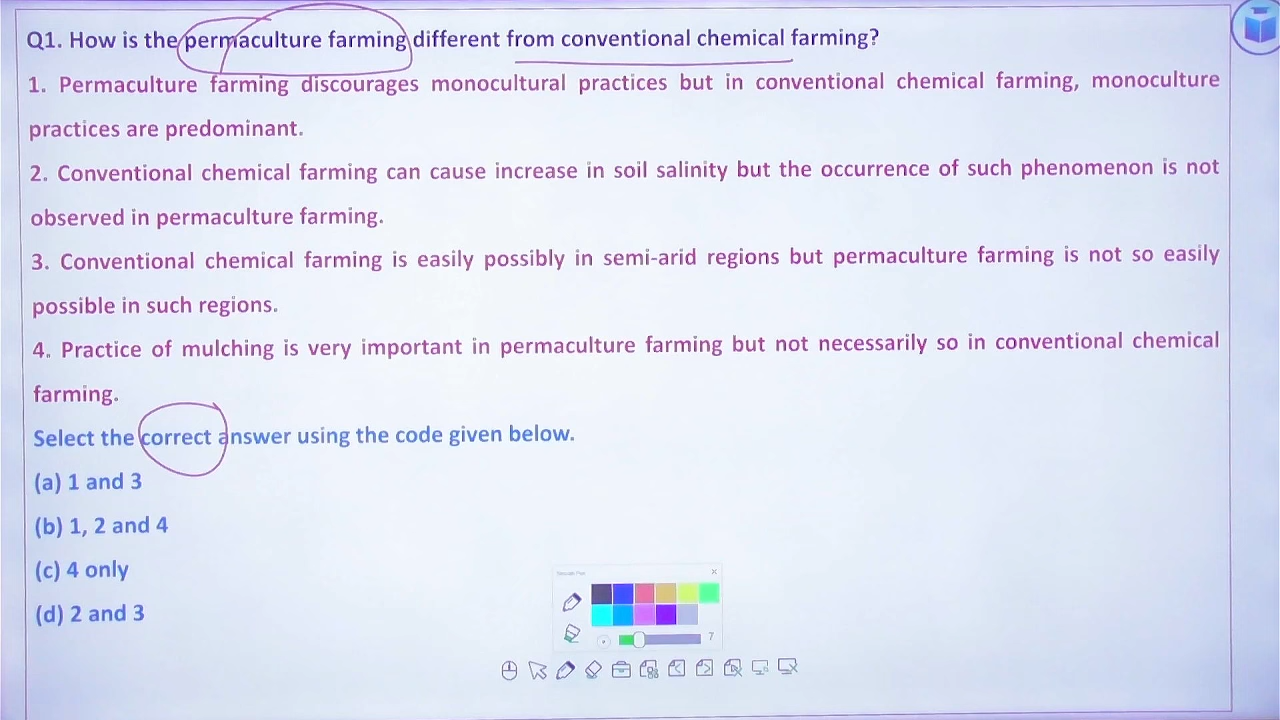 Q1. How is the permaculture farming different from conventional chemical farming?
1. Permaculture farming discourages monocultural practices but in conventional chemical farming, monoculture
practices are predominant.
2. Conventional chemical farming can cause increase in soil salinity but the occurrence of such phenomenon is not
observed in permaculture farming.
3. Conventional chemical farming is easily possibly in semi-arid regions but permaculture farming is not so easily
possible in such regions.
4. Practice of mulching is very important in permaculture farming but not necessarily so in conventional chemical
farming.
Select the correct answer using the code given below.
(a) 1 and 3
(b) 1, 2 and 4
(c) 4 only
(d) 2 and 3
7